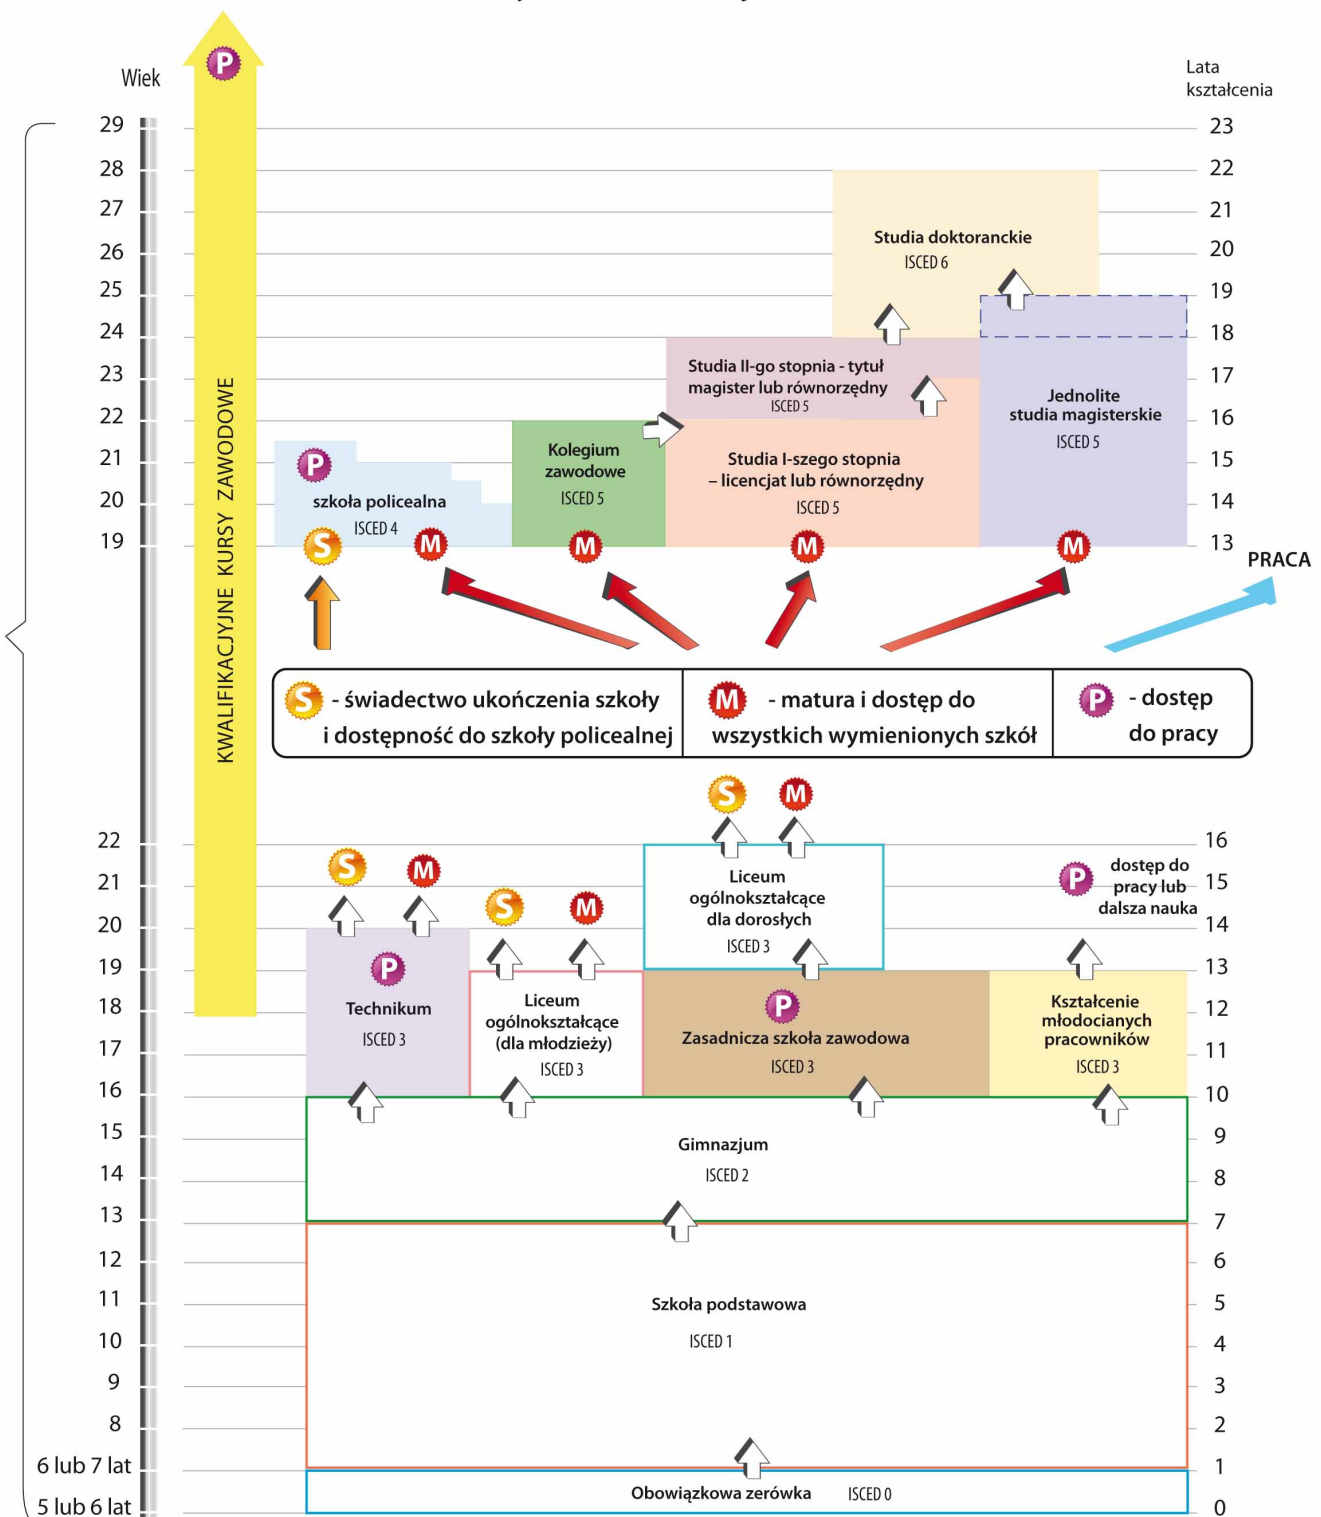 P
Wiek
Lata
kształcenia
29 23
28 22
27 21
26 20
25 19
24 18
23 17
22 16
21 15
20 14
19 13
KWALIFIKACYJYJNE KURSY ZAWODOWE
Studia doktoranckie
ISCED 6
Studia II-go stopnia - tytuł
magister lub równorzędny
ISCED 5
Jednolite
studia magisterskie
ISCED 5
Kolegium
zawodowe
ISCED 5
Studia I-szego stopnia
– licencjat lub równorzędny
ISCED 5
P
szkoła policealna
ISCED 4
S M M M M
PRACA
S - świadectwo ukończenia szkoły
i dostępność do szkoły policealnej
M - matura i dostęp do
wszystkich wymienionych szkół
P - dostęp
do pracy
S M
22 16
21 15
20 14
19 13
18 12
17 11
16 10
15 9
14 8
13 7
12 6
11 5
10 4
9 3
8 2
6 lub 7 lat 1
5 lub 6 lat 0
S M
S M
Liceum
ogólnokształcące
dla dorosłych
ISCED 3
P
dostęp do
pracy lub
dalsza nauka
P
Technikum
ISCED 3
Liceum
ogólnokształcące
(dla młodzieży)
ISCED 3
P
Zasadnicza szkoła zawodowa
ISCED 3
Kształcenie
młodocianych
pracowników
ISCED 3
Gimnazjum
ISCED 2
Szkoła podstawowa
ISCED 1
Obowiązkowa zerówka ISCED 0